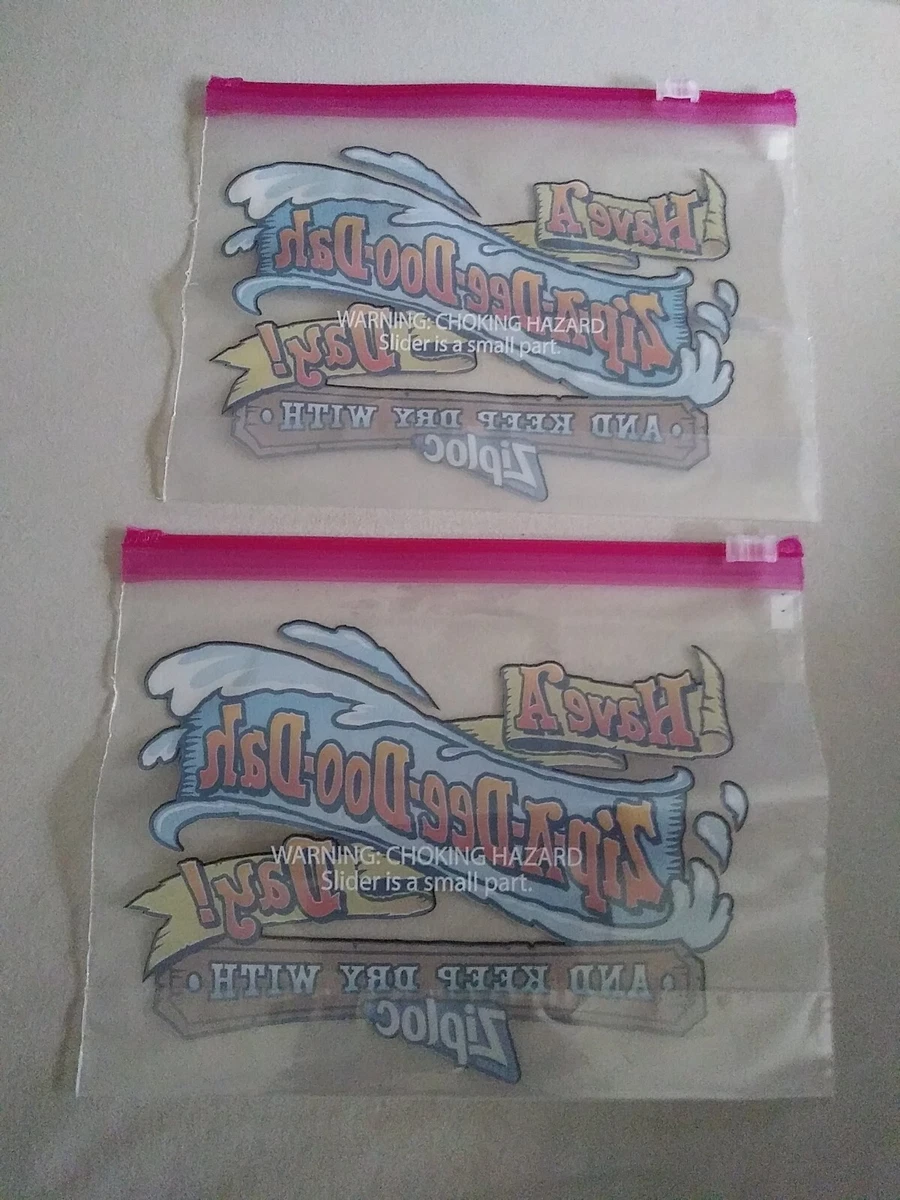 Have A
Zip-A-Dee-Doo-Dah
WARNING: CHOKING HAZARD
Slider is a small part.
Day!
• AND KEEP DRY WITH •
Ziploc
Have A
Zip-A-Dee-Doo-Dah
WARNING: CHOKING HAZARD
Slider is a small part.
Day!
• AND KEEP DRY WITH •
Ziploc